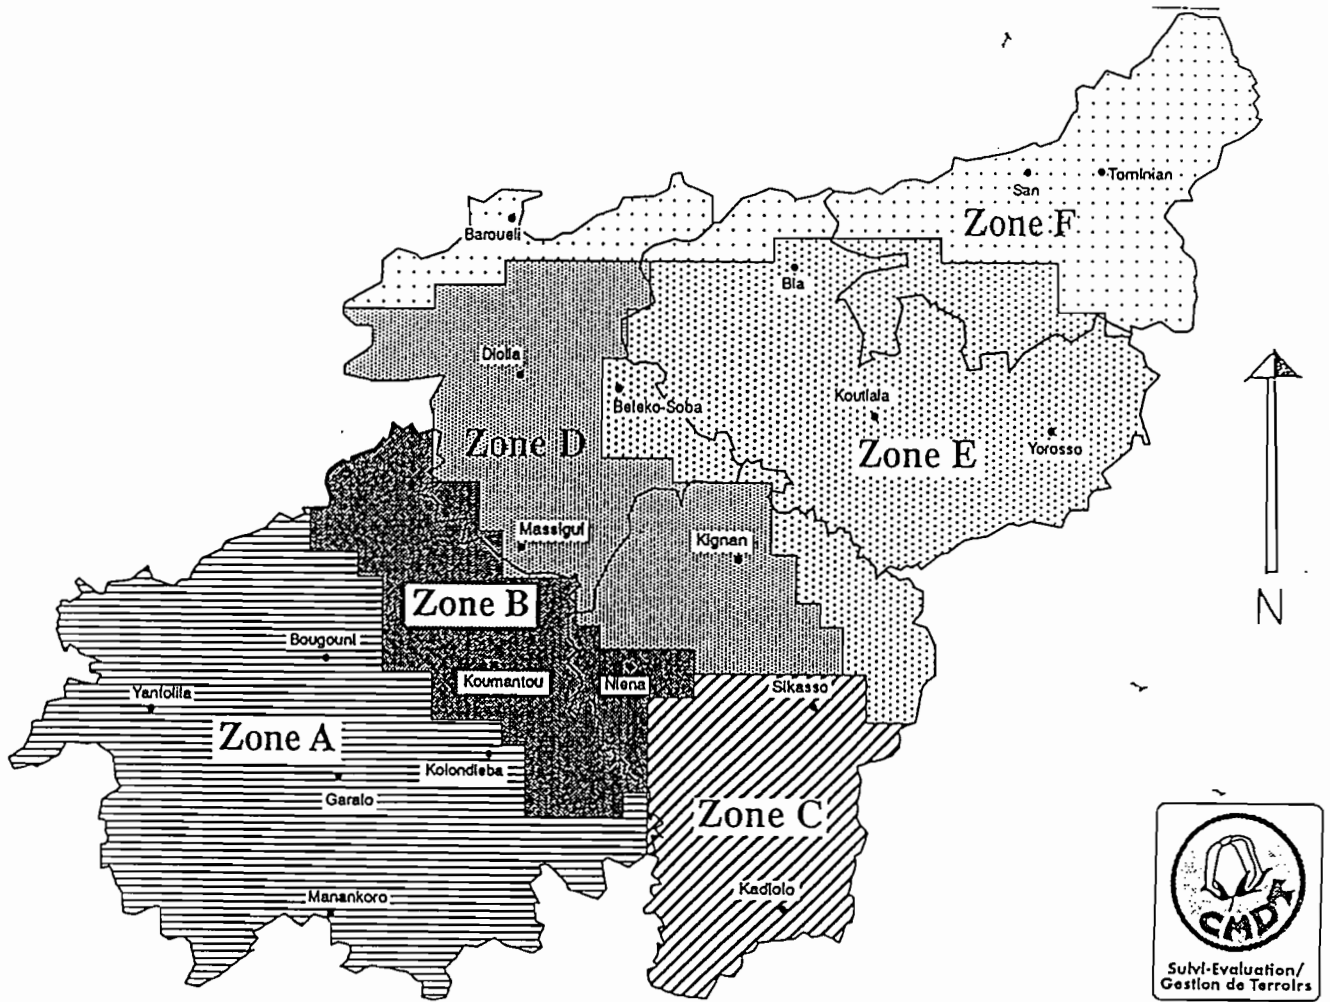 San
Tominian
Zone F
Baroueli
Bla
Diolla
Beleko-Soba
Koutiala
Zone D
Zone E
Yorosso
Massigui
Kignan
Zone B
N
Bougouni
Koumantou
Niena
Sikasso
Yanfolila
Zone A
Kolondieba
Garalo
Zone C
Kadiolo
Manankoro
CMDT
Suivi-Evaluation/
Gestion de Terroirs